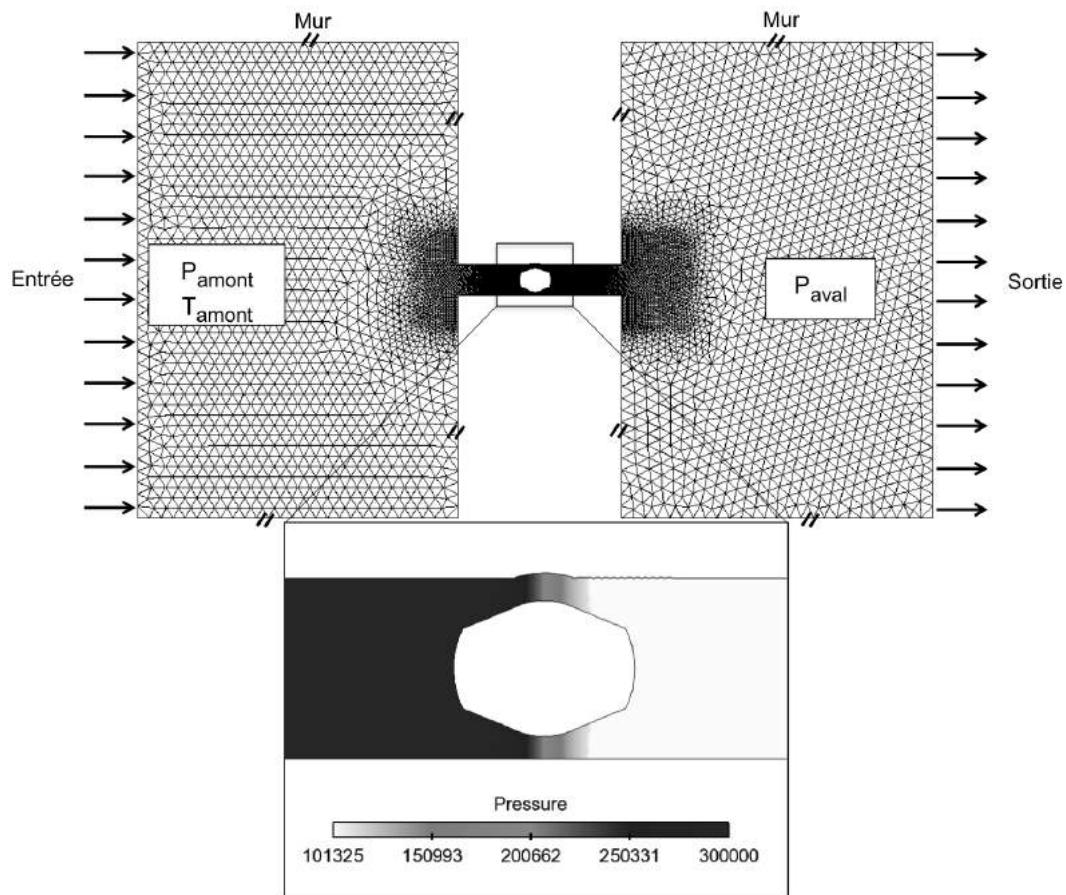 Mur
Mur
Entrée
P_amont
T_amont
P_aval
Sortie
Pressure
101325 150993 200662 250331 300000